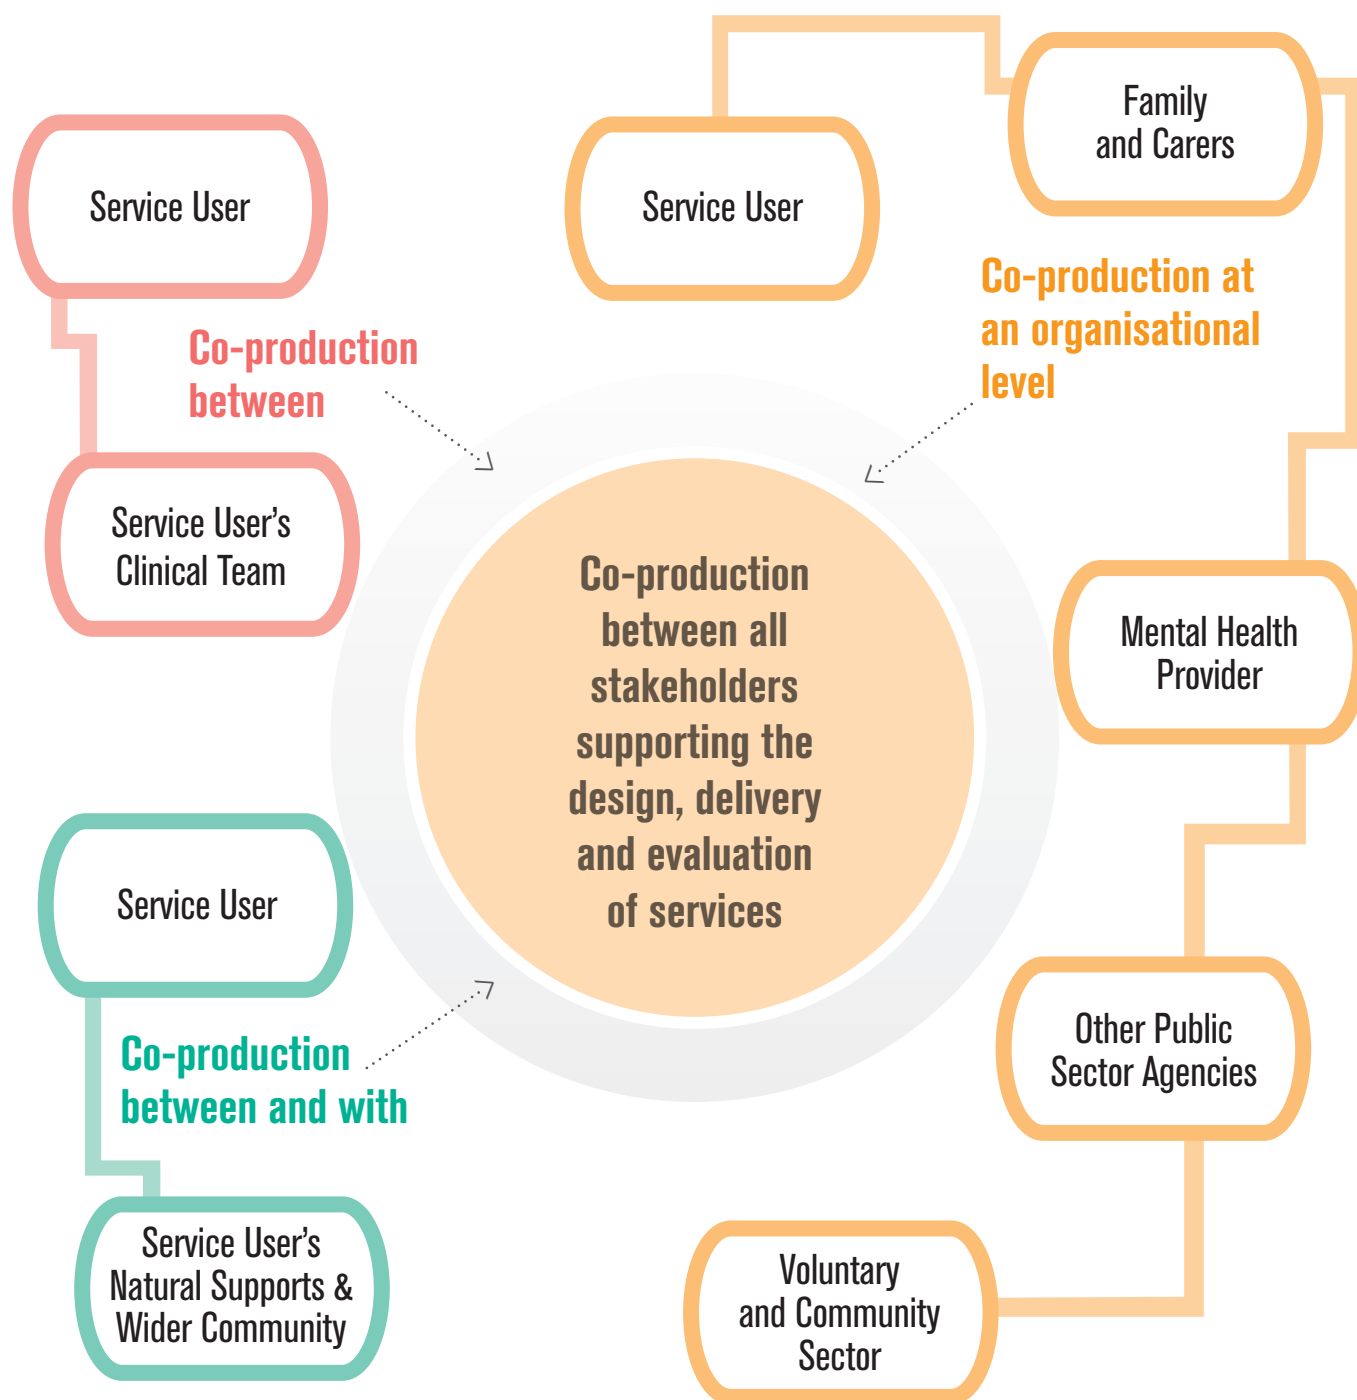 Service User
Co-production
between
Service User's
Clinical Team
Service User
Family
and Carers
Co-production at
an organisational
level
Mental Health
Provider
Other Public
Sector Agencies
Voluntary
and Community
Sector
Co-production
between all
stakeholders
supporting the
design, delivery
and evaluation
of services
Service User
Co-production
between and with
Service User's
Natural Supports &
Wider Community